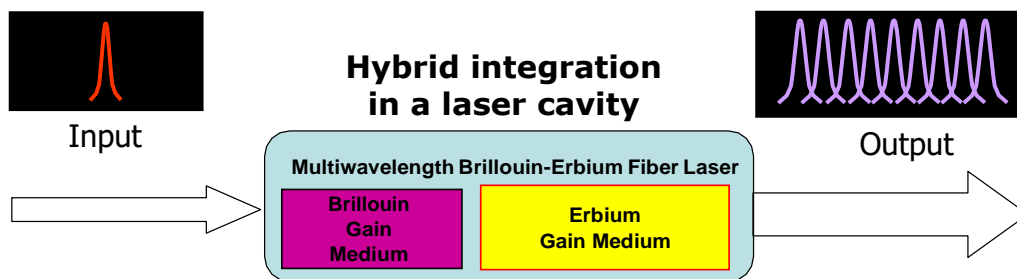 Hybrid integration
in a laser cavity
Input
Output
Multiwavelength Brillouin-Erbium Fiber Laser
Brillouin
Gain
Medium
Erbium
Gain Medium